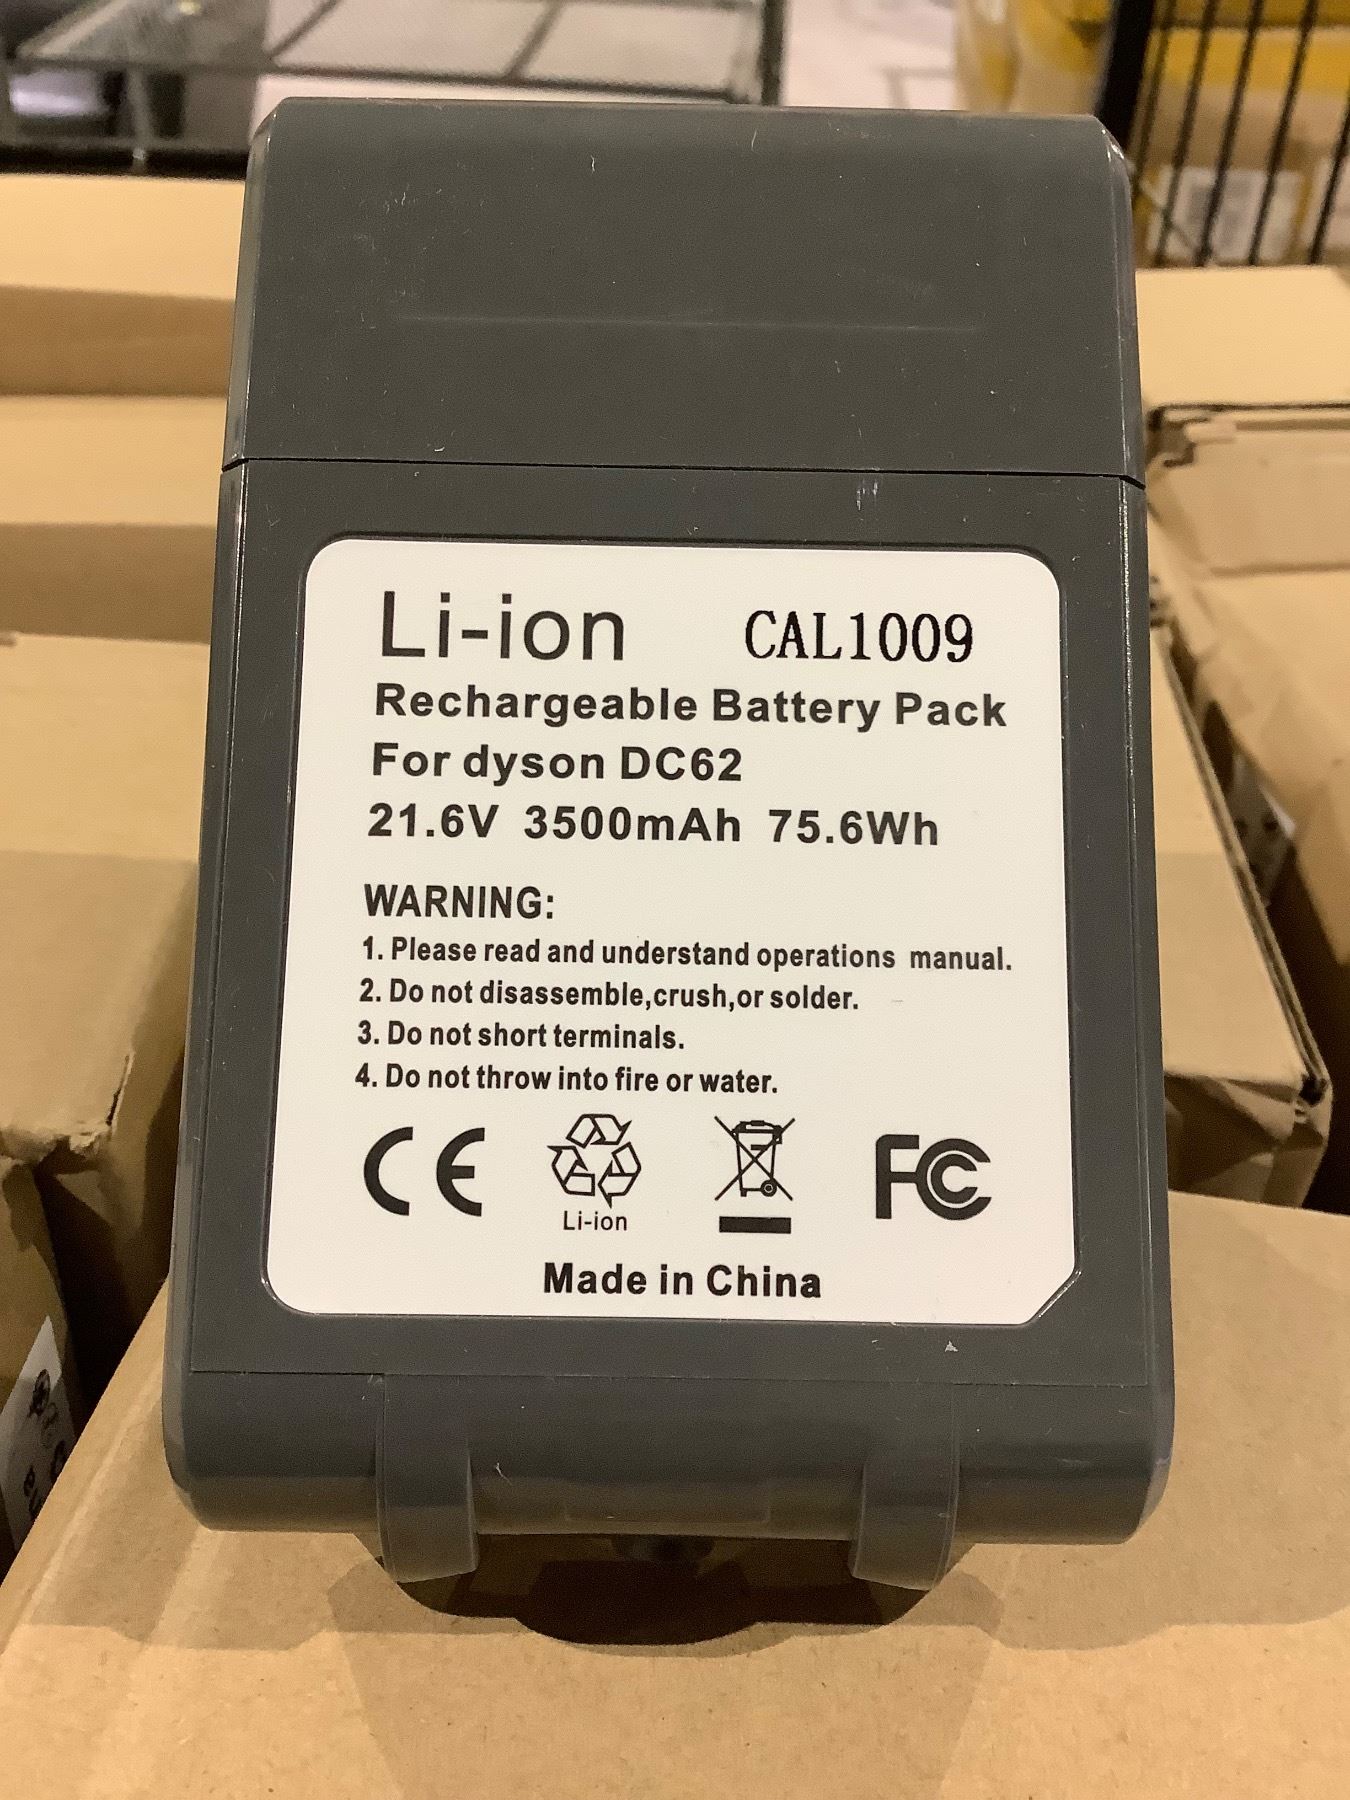 Li-ion CAL1009
Rechargeable Battery Pack
For dyson DC62
21.6V 3500mAh 75.6Wh
WARNING:
1. Please read and understand operations manual.
2. Do not disassemble,crush,or solder.
3. Do not short terminals.
4. Do not throw into fire or water.
CE FC
Li-ion
Made in China